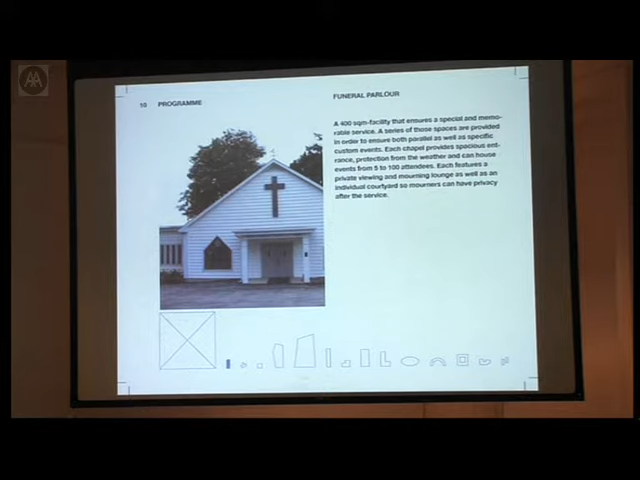 AA
10 PROGRAMME
FUNERAL PARLOUR
A 400 sqm-facility that ensures a special and memo-
rable service. A series of those spaces are provided
in order to ensure both parallel as well as specific
custom events. Each chapel provides spacious ent-
rance, protection from the weather and can house
events from 5 to 100 attendees. Each features a
private viewing and mourning lounge as well as an
individual courtyard so mourners can have privacy
after the service.